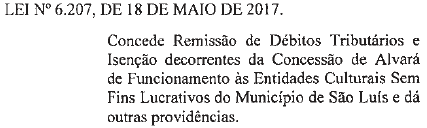 LEI Nº 6.207, DE 18 DE MAIO DE 2017.
Concede Remissão de Débitos Tributários e
Isenção decorrentes da Concessão de Alvará
de Funcionamento às Entidades Culturais Sem
Fins Lucrativos do Município de São Luís e dá
outras providências.